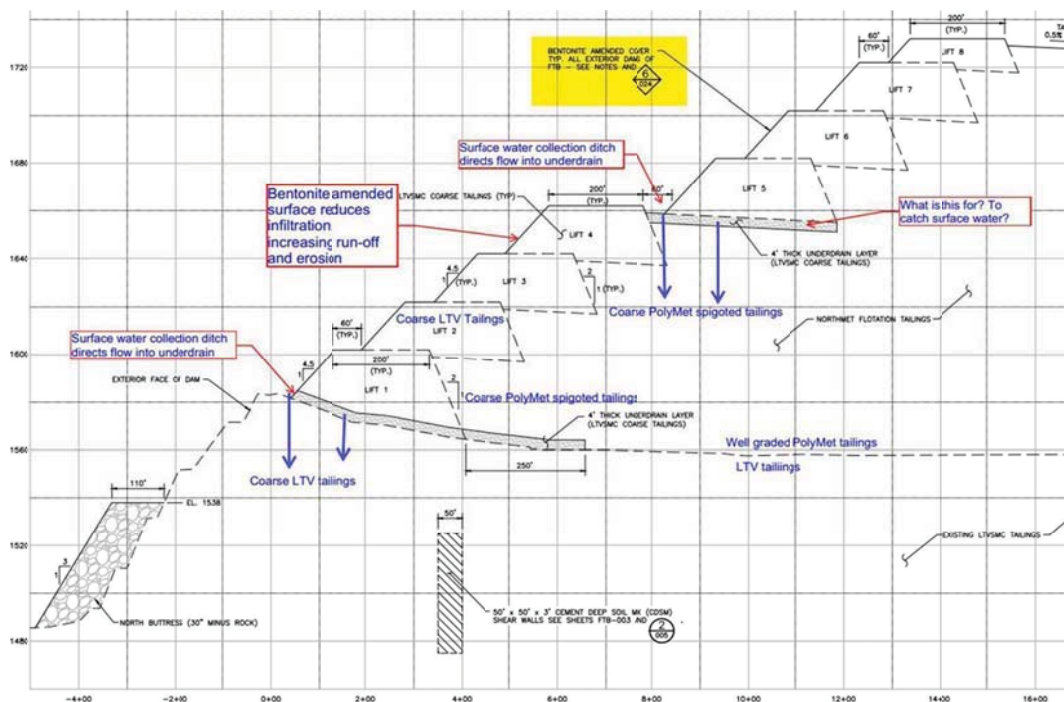 200'
(TYP.)
TA
0.5%
1720
60'
(TYP.)
LIFT 8
BENTONITE AMENDED COVER
TYP. ALL EXTERIOR DAMS OF
FTB - SEE NOTES AND
6
024
LIFT 7
LIFT 6
1680
Surface water collection ditch
directs flow into underdrain
LIFT 5
Bentonite amended
surface reduces
infiltration
increasing run-off
and erosion
LTVSMC COARSE TAILINGS (TYP)
200'
(TYP.)
60'
What is this for? To
catch surface water?
LIFT 4
4' THICK UNDERDRAIN LAYER
(LTVSMC COARSE TAILINGS)
1640
4.5
1
(TYP.)
LIFT 3
2
1 (TYP.)
Coarse PolyMet spigoted tailings
NORTHMET FLOTATION TAILINGS
60'
(TYP.)
Coarse LTV Tailings
LIFT 2
Surface water collection ditch
directs flow into underdrain
1600
4.5
1
200'
(TYP.)
EXTERIOR FACE OF DAM
LIFT 1
2
1
Coarse PolyMet spigoted tailings
4' THICK UNDERDRAIN LAYER
(LTVSMC COARSE TAILINGS)
Well graded PolyMet tailings
1560
LTV tailings
250'
Coarse LTV tailings
110'
EL. 1538
50'
1520
3
1
EXISTING LTVSMC TAILINGS
NORTH BUTTRESS (30" MINUS ROCK)
50' x 50' x 3' CEMENT DEEP SOIL MIX (CDSM)
SHEAR WALLS SEE SHEETS FTB-003 AND
2
005
1480
-4+00
-2+00
0+00
2+00
4+00
6+00
8+00
10+00
12+00
14+00
16+00